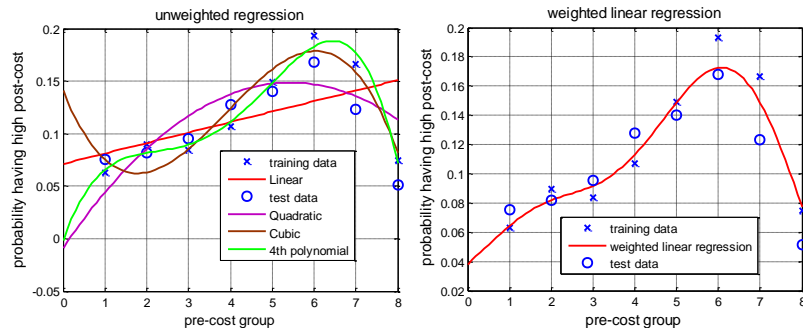 unweighted regression
0.2
0.15
0.1
0.05
0
-0.05
0 1 2 3 4 5 6 7 8
probability having high post-cost
pre-cost group
training data
Linear
test data
Quadratic
Cubic
4th polynomial
weighted linear regression
0.2
0.18
0.16
0.14
0.12
0.1
0.08
0.06
0.04
0.02
0 1 2 3 4 5 6 7 8
probability having high post-cost
pre-cost group
training data
weighted linear regression
test data